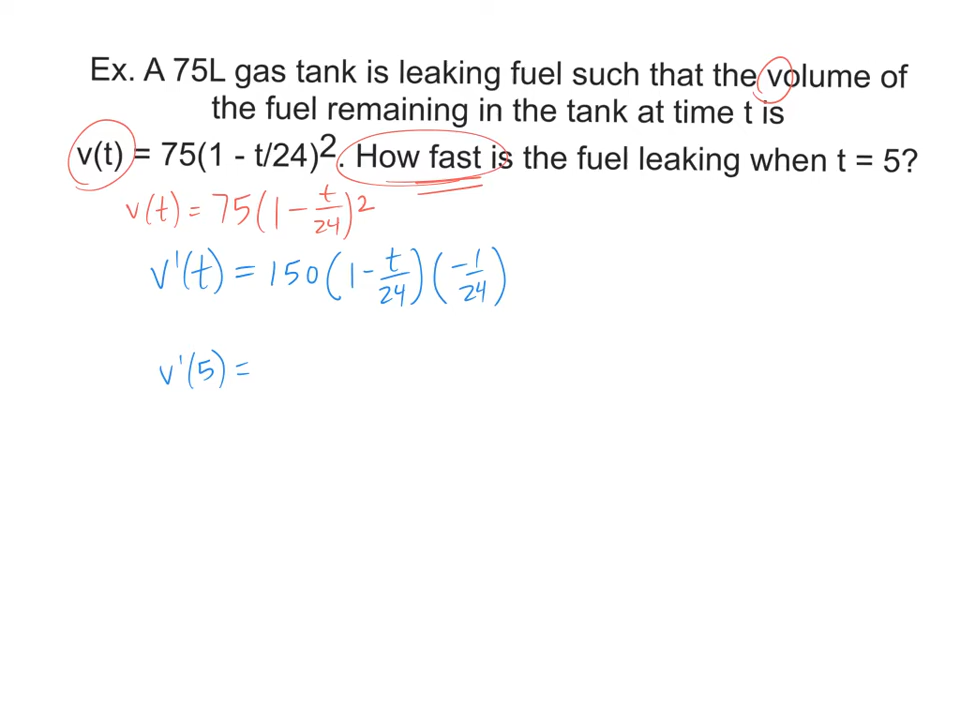 Ex. A 75L gas tank is leaking fuel such that the volume of
the fuel remaining in the tank at time t is
v(t) = 75(1 - t/24)². How fast is the fuel leaking when t = 5?
v(t) = 75(1 - t/24)²
v'(t) = 150(1 - t/24)(-1/24)
v'(5) =